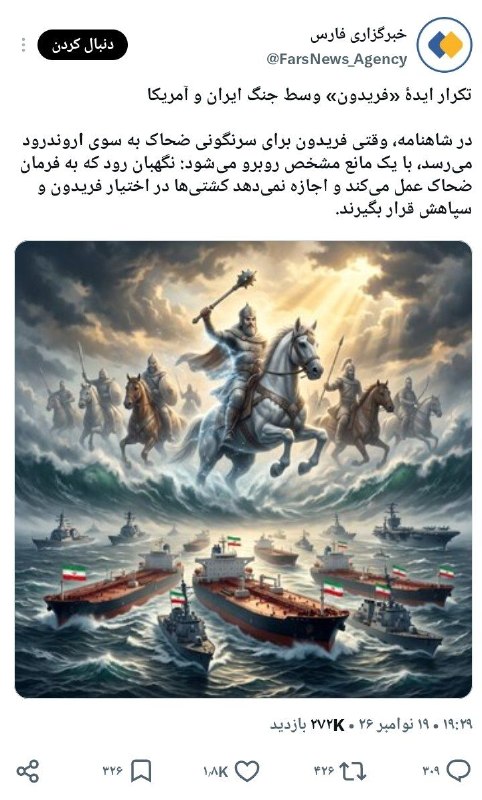 خبرگزاری فارس
@FarsNews_Agency
دنبال کردن
تکرار ایدهٔ «فریدون» وسط جنگ ایران و آمریکا
در شاهنامه، وقتی فریدون برای سرنگونی ضحاک به سوی اروندرود
می‌رسد، با یک مانع مشخص روبرو می‌شود: نگهبان رود که به فرمان
ضحاک عمل می‌کند و اجازه نمی‌دهد کشتی‌ها در اختیار فریدون و
سپاهش قرار بگیرند.
۱۹:۲۹ • ۱۹ نوامبر ۲۶ • ۲۷۲K بازدید
۳۰۹
۴۲۶
۱٫۸K
۳۲۶